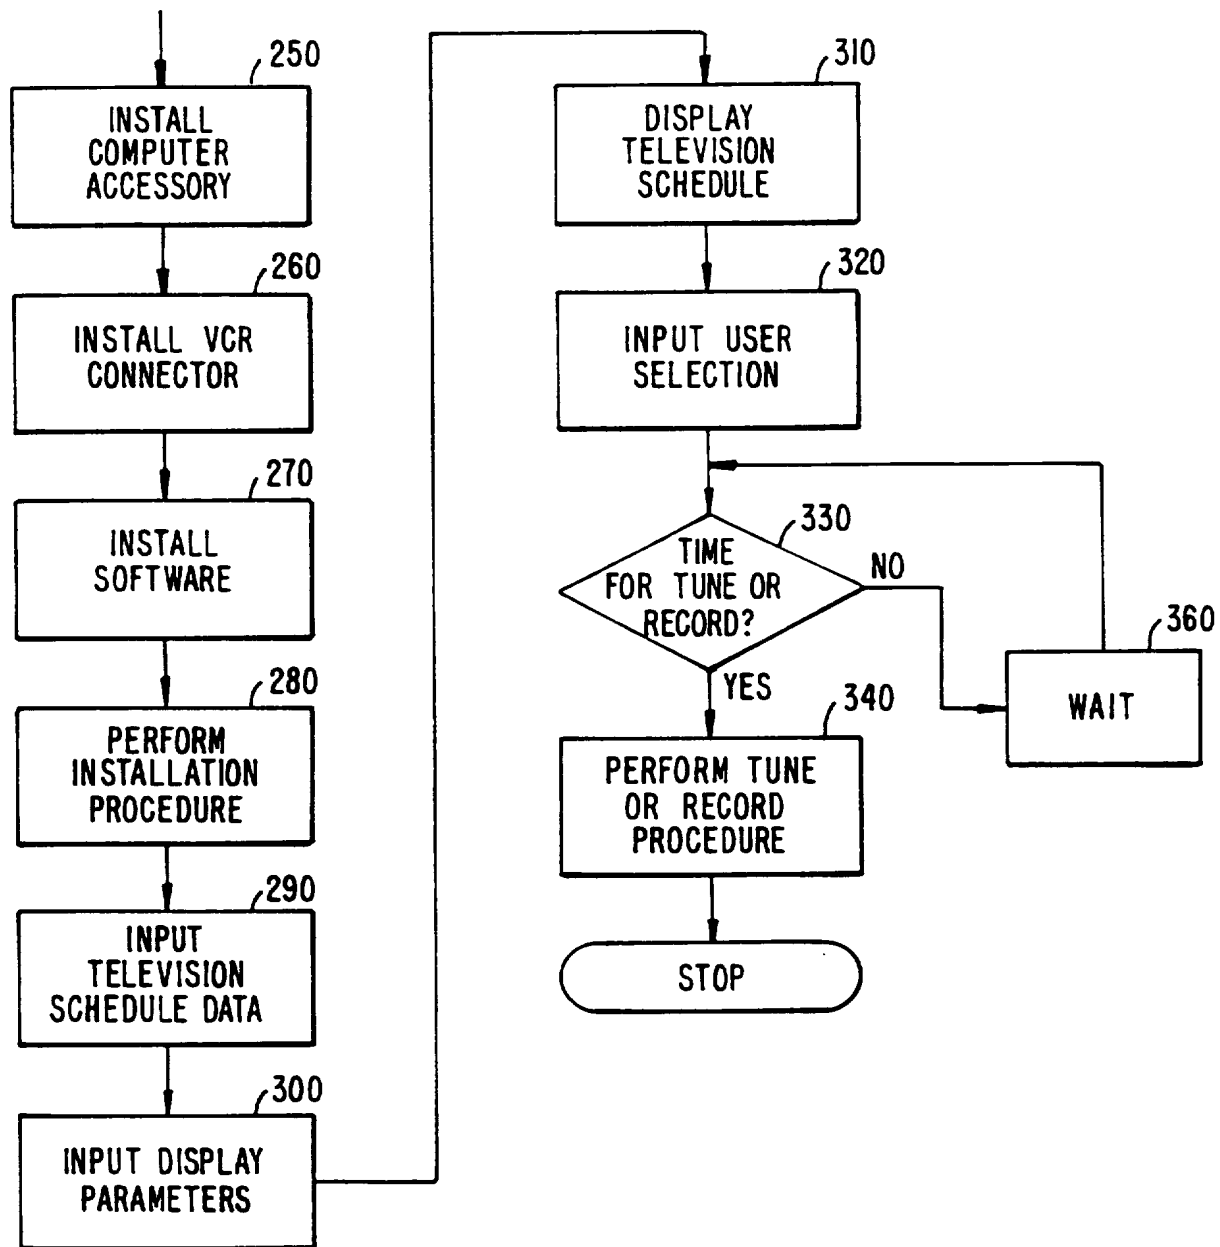 250
INSTALL
COMPUTER
ACCESSORY
260
INSTALL VCR
CONNECTOR
270
INSTALL
SOFTWARE
280
PERFORM
INSTALLATION
PROCEDURE
290
INPUT
TELEVISION
SCHEDULE DATA
300
INPUT DISPLAY
PARAMETERS
310
DISPLAY
TELEVISION
SCHEDULE
320
INPUT USER
SELECTION
330
TIME
FOR TUNE OR
RECORD?
NO
YES
360
WAIT
340
PERFORM TUNE
OR RECORD
PROCEDURE
STOP